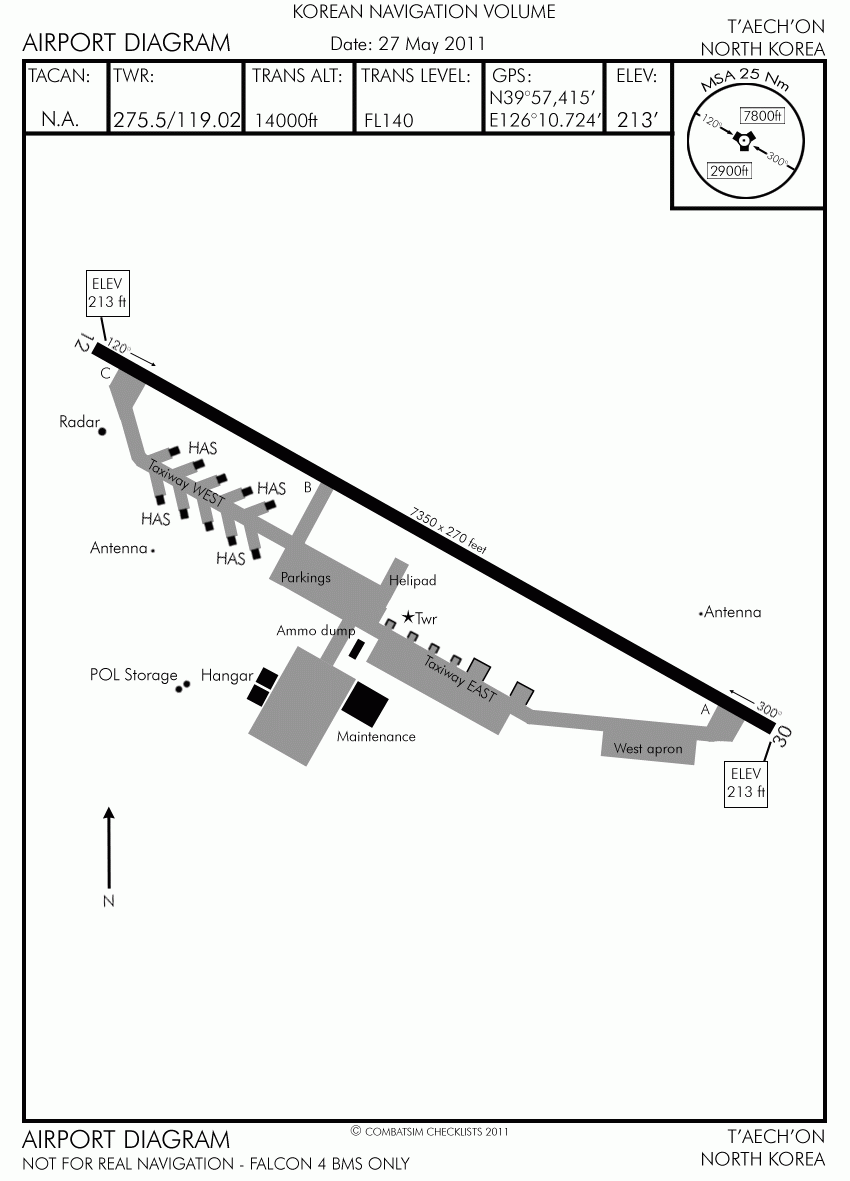 KOREAN NAVIGATION VOLUME
AIRPORT DIAGRAM
Date: 27 May 2011
T'AECH'ON
NORTH KOREA
TACAN:
N.A.
TWR:
275.5/119.02
TRANS ALT:
14000ft
TRANS LEVEL:
FL140
GPS:
N39°57,415'
E126°10.724'
ELEV:
213'
MSA 25 Nm
120°
7800ft
2900ft
300°
ELEV
213 ft
12
120°
C
Radar
HAS
Taxiway WEST
HAS
HAS
HAS
B
7350 x 270 feet
Antenna
Parkings
Helipad
Twr
Antenna
Ammo dump
Taxiway EAST
POL Storage
Hangar
Maintenance
A
300°
30
West apron
ELEV
213 ft
N
© COMBATSIM CHECKLISTS 2011
AIRPORT DIAGRAM
NOT FOR REAL NAVIGATION - FALCON 4 BMS ONLY
T'AECH'ON
NORTH KOREA